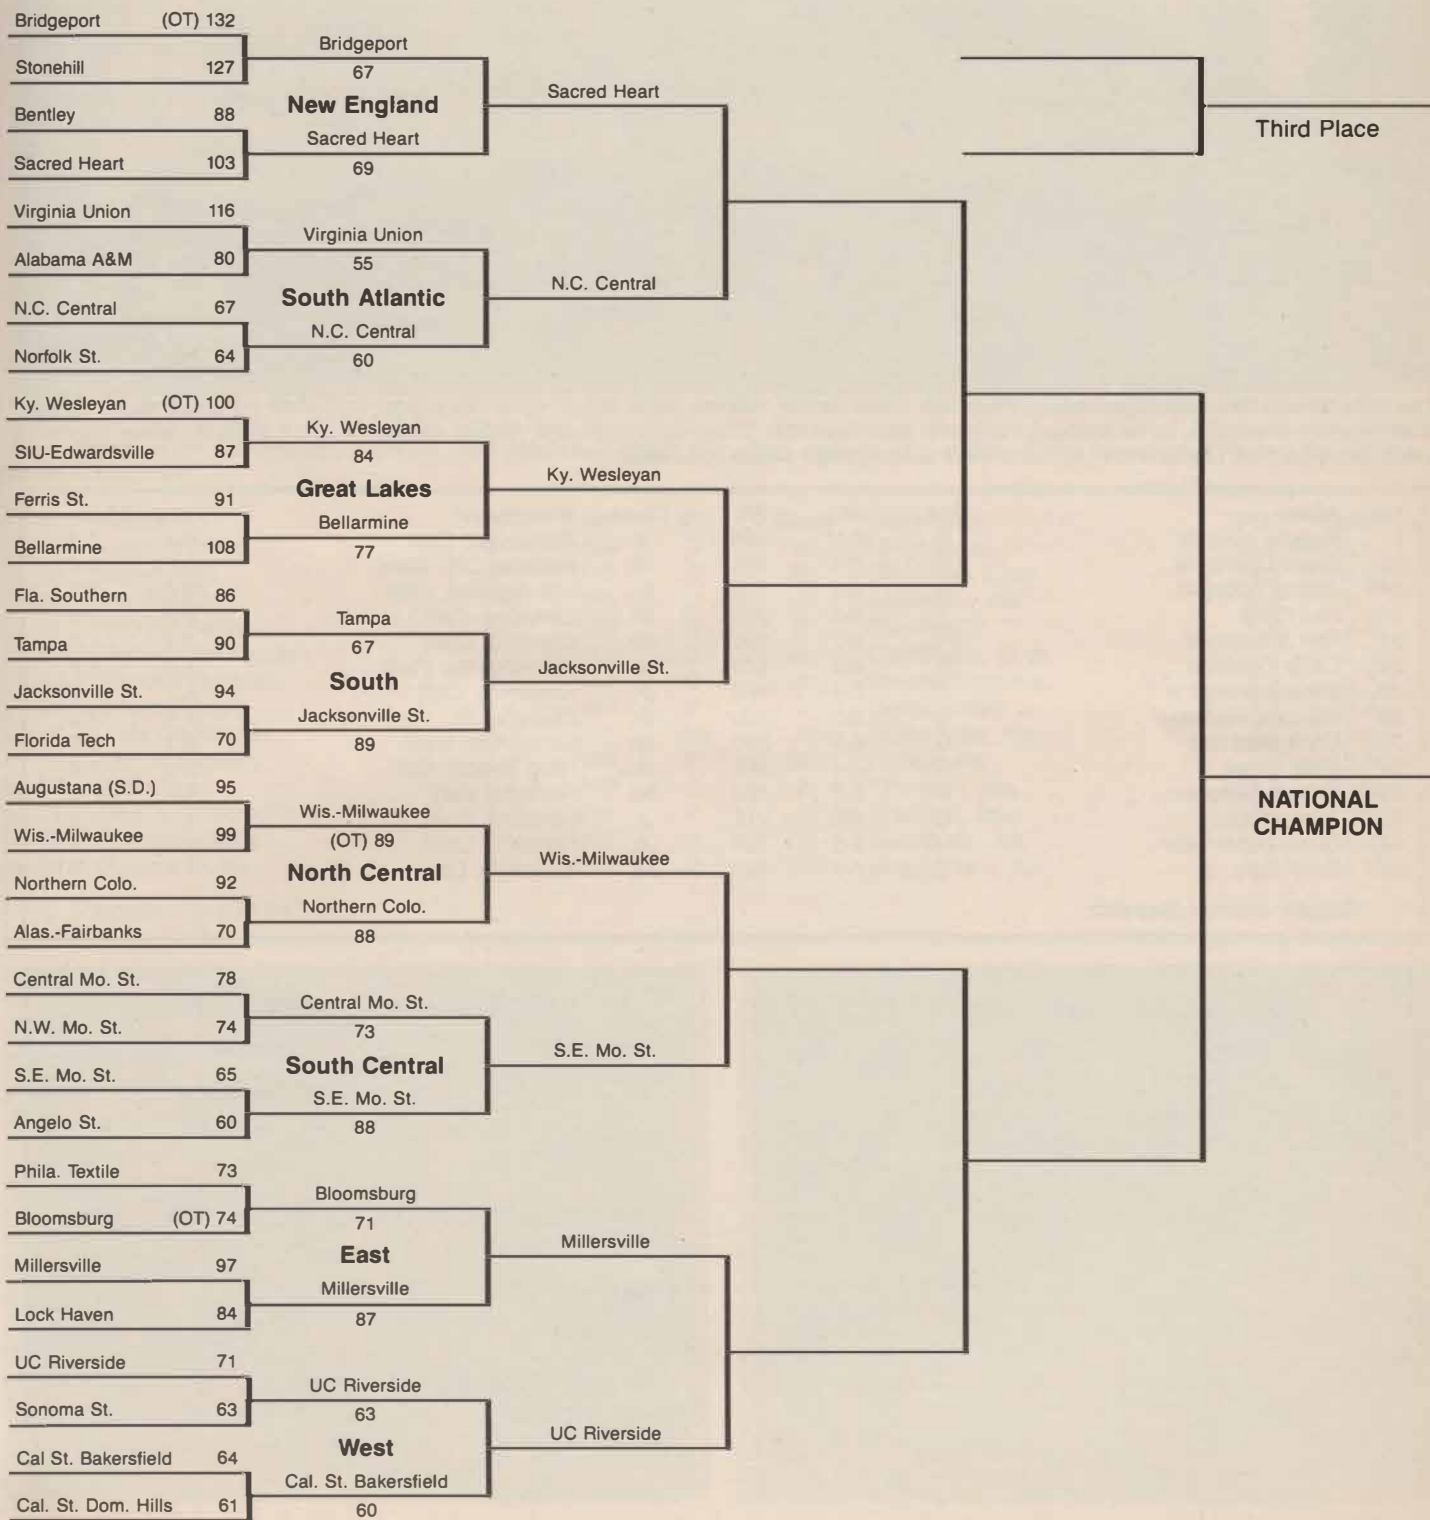 Bridgeport (OT) 132
Stonehill 127
Bentley 88
Sacred Heart 103
Virginia Union 116
Alabama A&M 80
N.C. Central 67
Norfolk St. 64
Ky. Wesleyan (OT) 100
SIU-Edwardsville 87
Ferris St. 91
Bellarmine 108
Fla. Southern 86
Tampa 90
Jacksonville St. 94
Florida Tech 70
Augustana (S.D.) 95
Wis.-Milwaukee 99
Northern Colo. 92
Alas.-Fairbanks 70
Central Mo. St. 78
N.W. Mo. St. 74
S.E. Mo. St. 65
Angelo St. 60
Phila. Textile 73
Bloomsburg (OT) 74
Millersville 97
Lock Haven 84
UC Riverside 71
Sonoma St. 63
Cal St. Bakersfield 64
Cal. St. Dom. Hills 61
Bridgeport
67
New England
Sacred Heart
69
Virginia Union
55
South Atlantic
N.C. Central
60
Ky. Wesleyan
84
Great Lakes
Bellarmine
77
Tampa
67
South
Jacksonville St.
89
Wis.-Milwaukee
(OT) 89
North Central
Northern Colo.
88
Central Mo. St.
73
South Central
S.E. Mo. St.
88
Bloomsburg
71
East
Millersville
87
UC Riverside
63
West
Cal. St. Bakersfield
60
Sacred Heart
N.C. Central
Ky. Wesleyan
Jacksonville St.
Wis.-Milwaukee
S.E. Mo. St.
Millersville
UC Riverside
Third Place
NATIONAL
CHAMPION